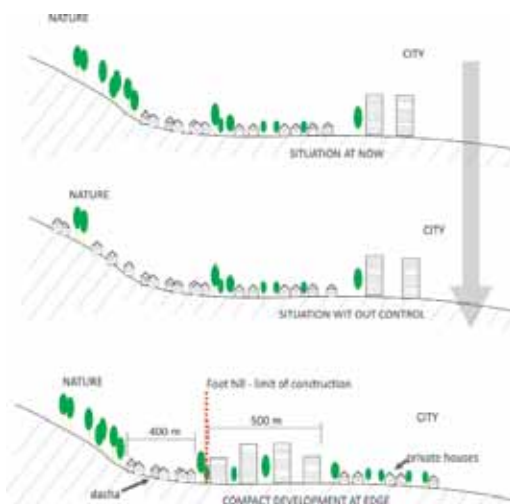 NATURE
CITY
SITUATION AT NOW
NATURE
CITY
SITUATION WIT OUT CONTROL
NATURE
Foot hill - limit of construction
400 m
500 m
CITY
private houses
dasha
COMPACT DEVELOPMENT AT EDGE